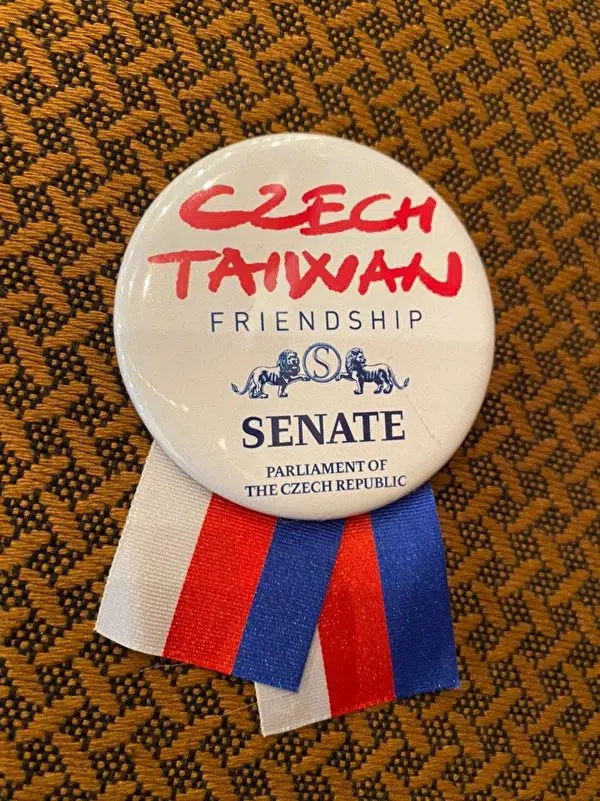 CZECH
TAIWAN
FRIENDSHIP
S
SENATE
PARLIAMENT OF
THE CZECH REPUBLIC